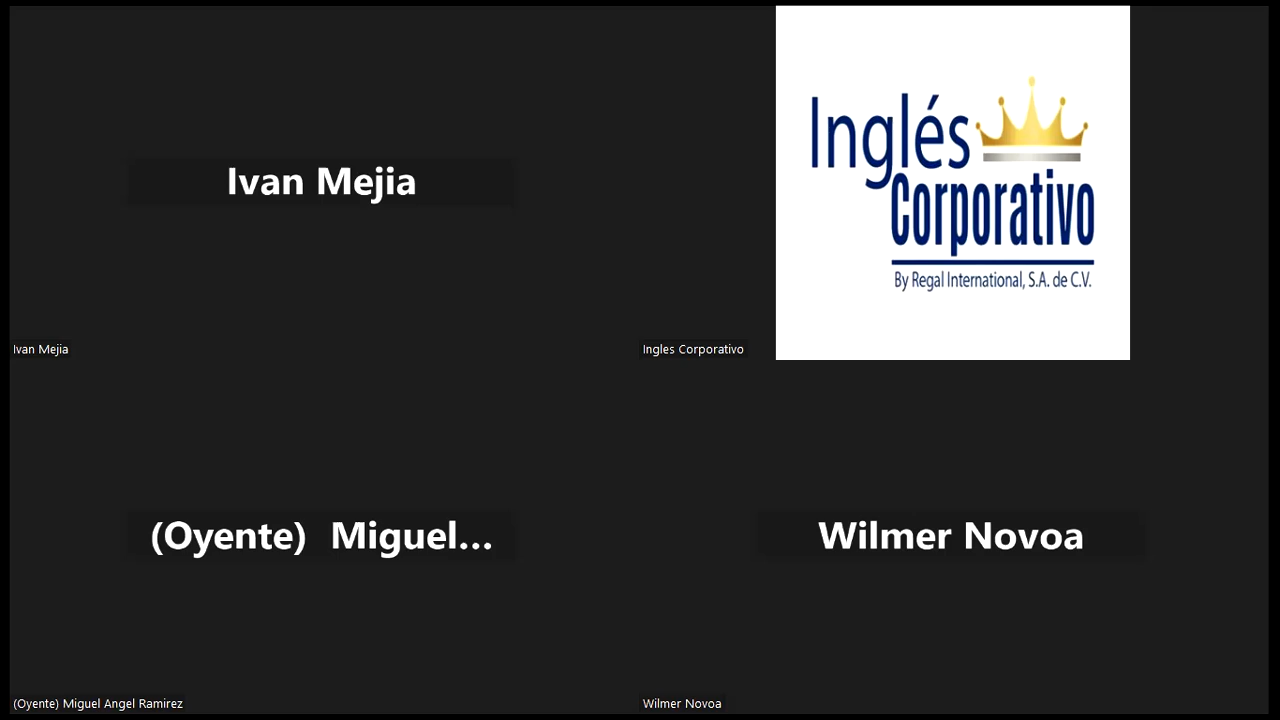 Ivan Mejia
Ivan Mejia
Inglés
Corporativo
By Regal International, S.A. de C.V.
Ingles Corporativo
(Oyente) Miguel...
(Oyente) Miguel Angel Ramirez
Wilmer Novoa
Wilmer Novoa